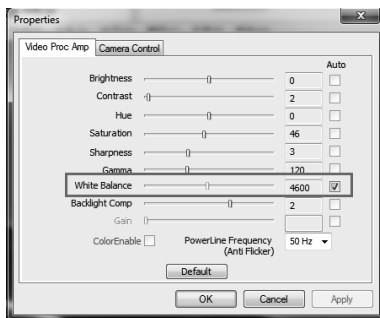 Properties
Video Proc Amp Camera Control
Auto
Brightness 0
Contrast 2
Hue 0
Saturation 46
Sharpness 3
Gamma 120
White Balance 4600
Backlight Comp 2
Gain
ColorEnable PowerLine Frequency 50 Hz
(Anti Flicker)
Default
OK Cancel Apply